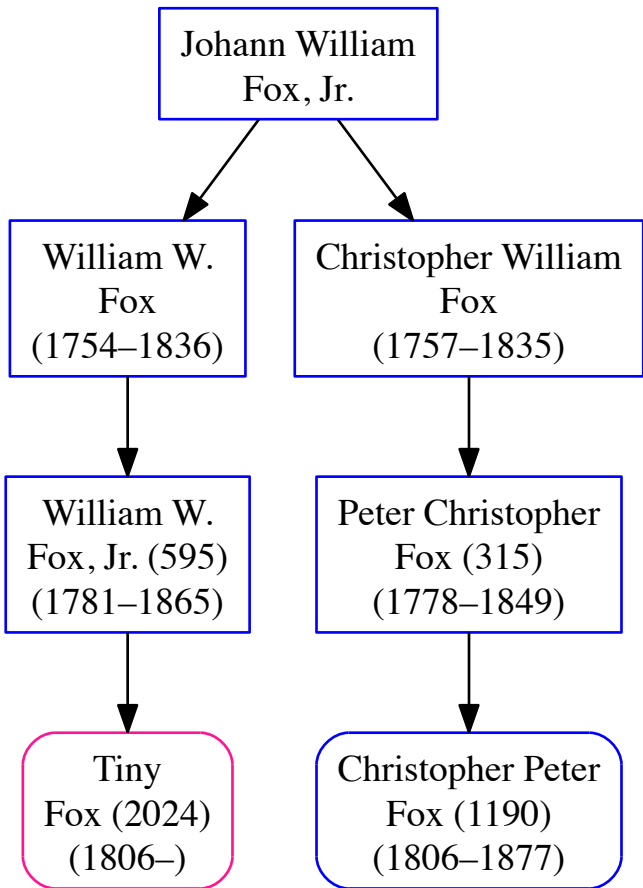 Johann William
Fox, Jr.
William W.
Fox
(1754–1836)
Christopher William
Fox
(1757–1835)
William W.
Fox, Jr. (595)
(1781–1865)
Peter Christopher
Fox (315)
(1778–1849)
Tiny
Fox (2024)
(1806–)
Christopher Peter
Fox (1190)
(1806–1877)